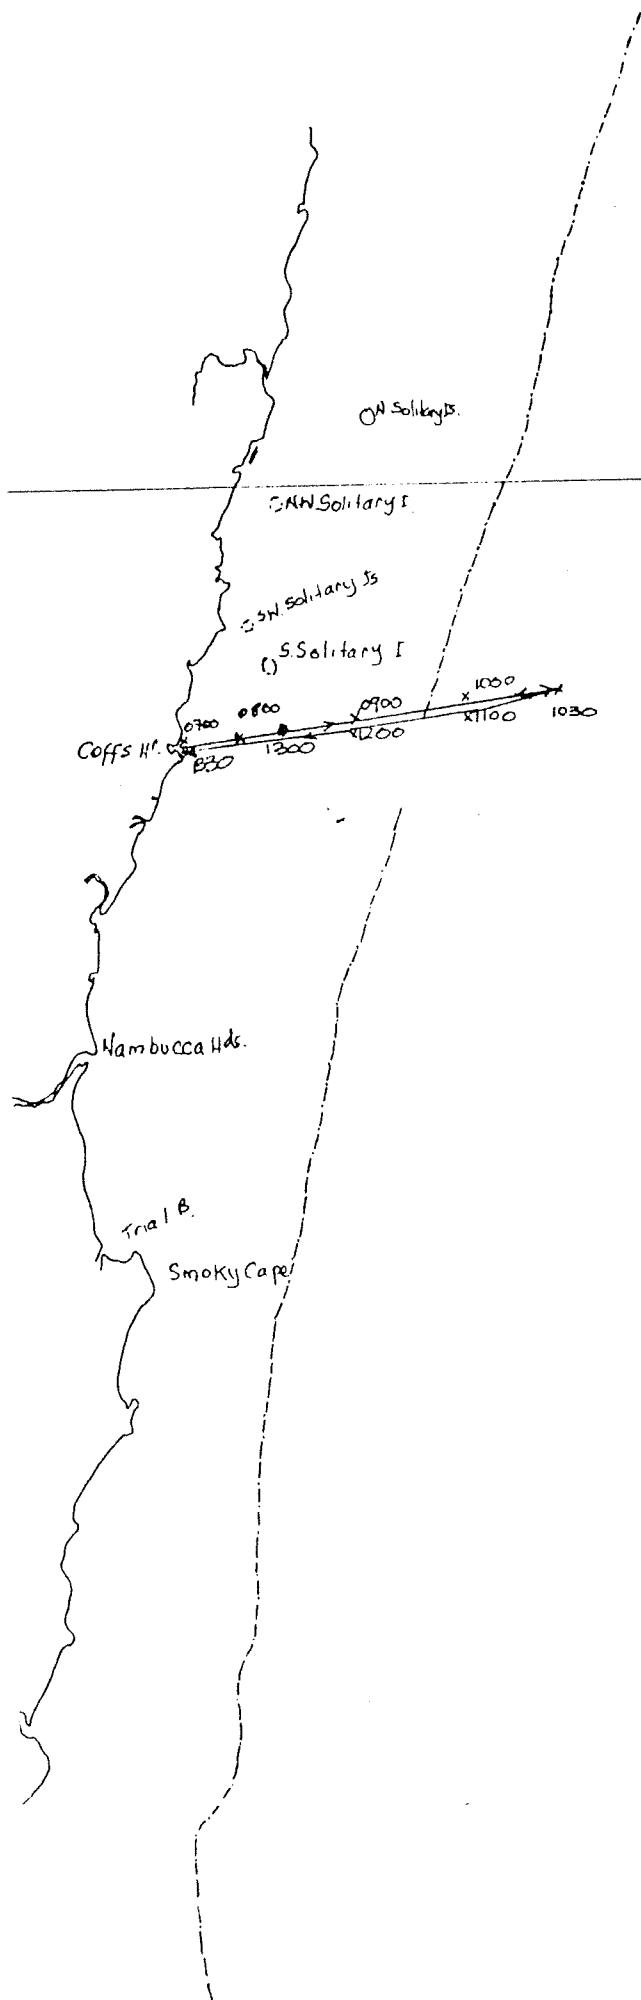 N Solitary Is.
NW Solitary I
SW. Solitary Is
S. Solitary I
1000
0900
0800
0700
1030
1100
1200
1300
1330
Coffs Hr.
Nambucca Hds.
Trial B.
Smoky Cape